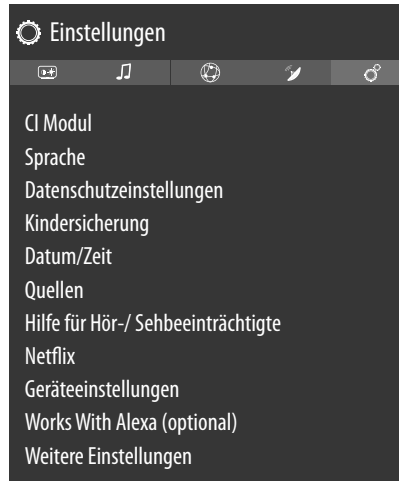 Einstellungen
CI Modul
Sprache
Datenschutzeinstellungen
Kindersicherung
Datum/Zeit
Quellen
Hilfe für Hör-/ Sehbeeinträchtigte
Netflix
Geräteeinstellungen
Works With Alexa (optional)
Weitere Einstellungen